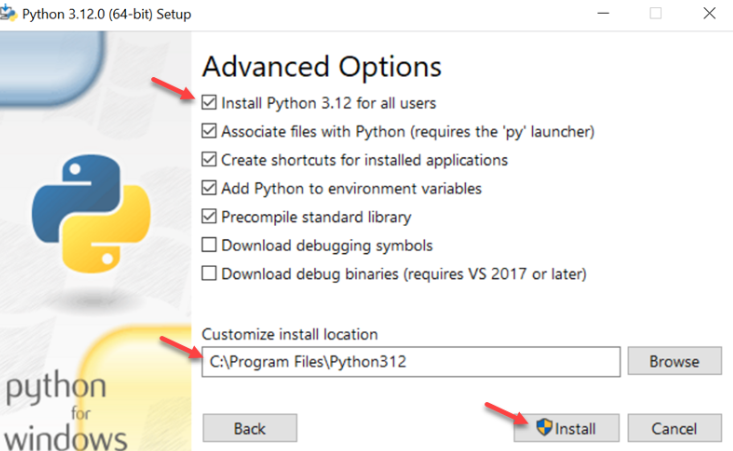 Python 3.12.0 (64-bit) Setup
Advanced Options
Install Python 3.12 for all users
Associate files with Python (requires the 'py' launcher)
Create shortcuts for installed applications
Add Python to environment variables
Precompile standard library
Download debugging symbols
Download debug binaries (requires VS 2017 or later)
Customize install location
C:\Program Files\Python312
Browse
python
for
windows
Back
Install
Cancel